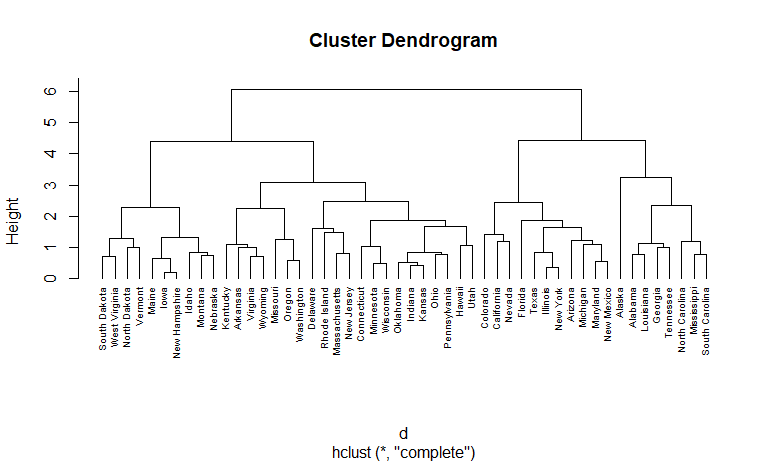 Cluster Dendrogram
Height
0
1
2
3
4
5
6
South Dakota
West Virginia
North Dakota
Vermont
Maine
Iowa
New Hampshire
Idaho
Montana
Nebraska
Kentucky
Arkansas
Virginia
Wyoming
Missouri
Oregon
Washington
Delaware
Rhode Island
Massachusetts
New Jersey
Connecticut
Minnesota
Wisconsin
Oklahoma
Indiana
Kansas
Ohio
Pennsylvania
Hawaii
Utah
Colorado
California
Nevada
Florida
Texas
Illinois
New York
Arizona
Michigan
Maryland
New Mexico
Alaska
Alabama
Louisiana
Georgia
Tennessee
North Carolina
Mississippi
South Carolina
d
hclust (*, "complete")